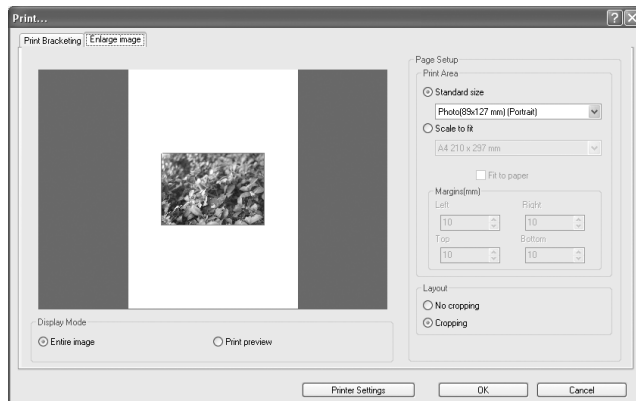 Print...
Print Bracketing
Enlarge image
Page Setup
Print Area
Standard size
Photo(89x127 mm) (Portrait)
Scale to fit
A4 210 x 297 mm
Fit to paper
Margins(mm)
Left
Right
10
10
Top
Bottom
10
10
Layout
No cropping
Cropping
Display Mode
Entire image
Print preview
Printer Settings
OK
Cancel